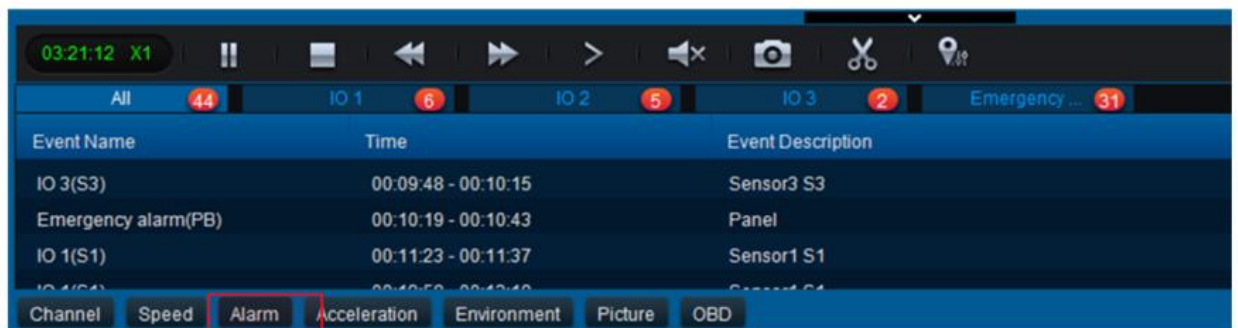 03:21:12 X1
All 44 IO 1 6 IO 2 5 IO 3 2 Emergency ... 31
Event Name Time Event Description
IO 3(S3) 00:09:48 - 00:10:15 Sensor3 S3
Emergency alarm(PB) 00:10:19 - 00:10:43 Panel
IO 1(S1) 00:11:23 - 00:11:37 Sensor1 S1
Channel Speed Alarm Acceleration Environment Picture OBD